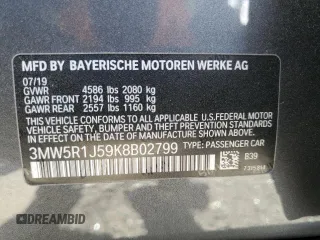 MFD BY BAYERISCHE MOTOREN WERKE AG
07/19
GVWR 4586 lbs 2080 kg
GAWR FRONT 2194 lbs 995 kg
GAWR REAR 2557 lbs 1160 kg
THIS VEHICLE CONFORMS TO ALL APPLICABLE
FEDERAL MOTOR VEHICLE SAFETY, BUMPER,
AND THEFT PREVENTION STANDARDS IN EFFECT
ON THE DATE OF MANUFACTURE SHOWN ABOVE.
3MW5R1J59K8B02799 TYPE: PASSENGER CAR
B39
© BIDFAX.INFO